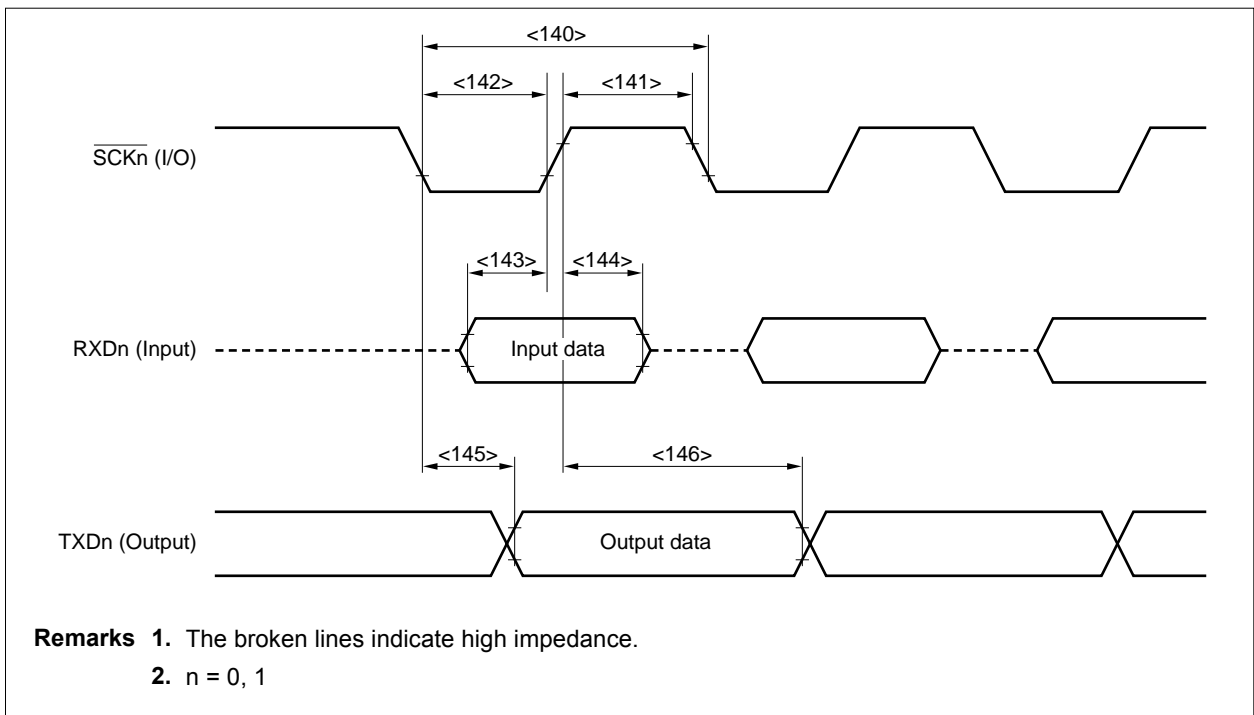 <140>
<142> <141>
SCKn (I/O)
<143> <144>
RXDn (Input) Input data
<145> <146>
TXDn (Output) Output data
Remarks 1. The broken lines indicate high impedance.
2. n = 0, 1